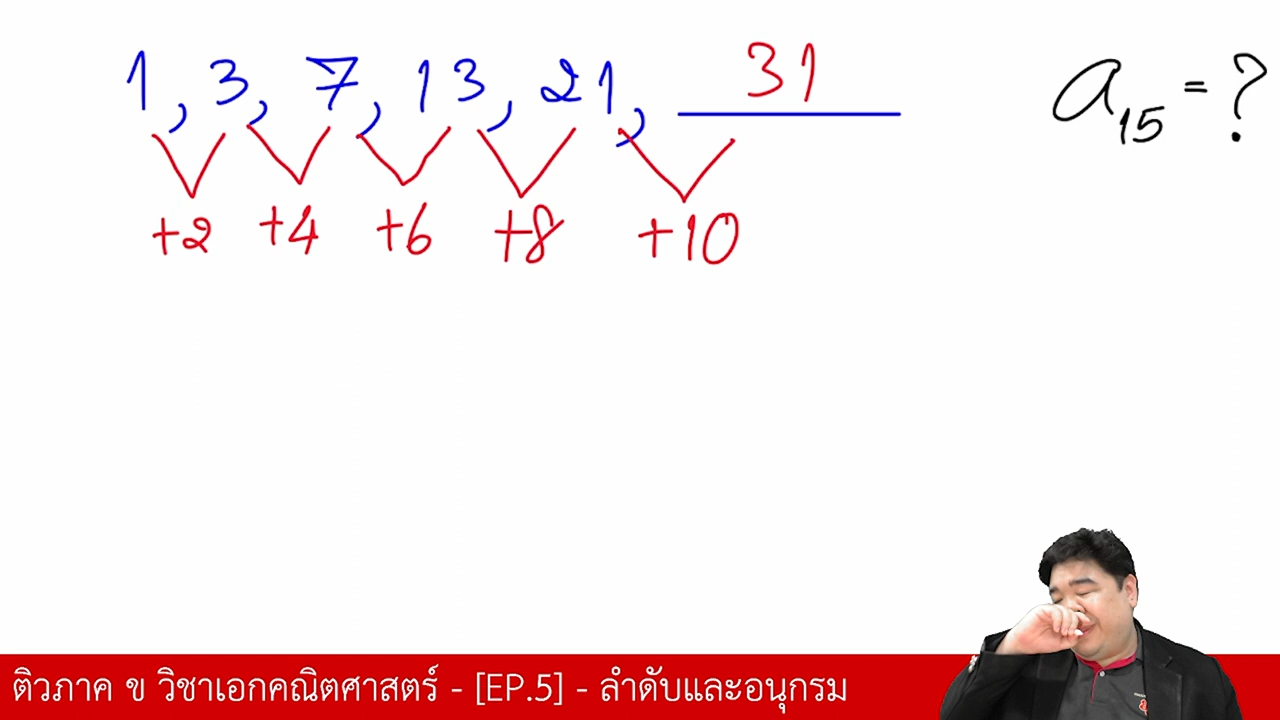 1, 3, 7, 13, 21, 31
a₁₅ = ?
+2 +4 +6 +8 +10
ติวภาค ข วิชาเอกคณิตศาสตร์ - [EP.5] - ลำดับและอนุกรม